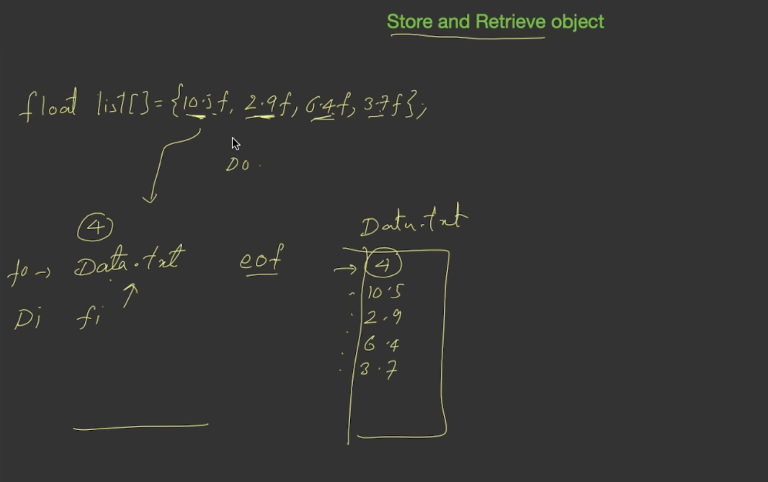 Store and Retrieve object
float list[]={10.5f, 2.9f, 6.4f, 3.7f};
Do
4
Data.txt
fo→ Data.txt eof
→ 4
10.5
Di fi
2.9
6.4
3.7